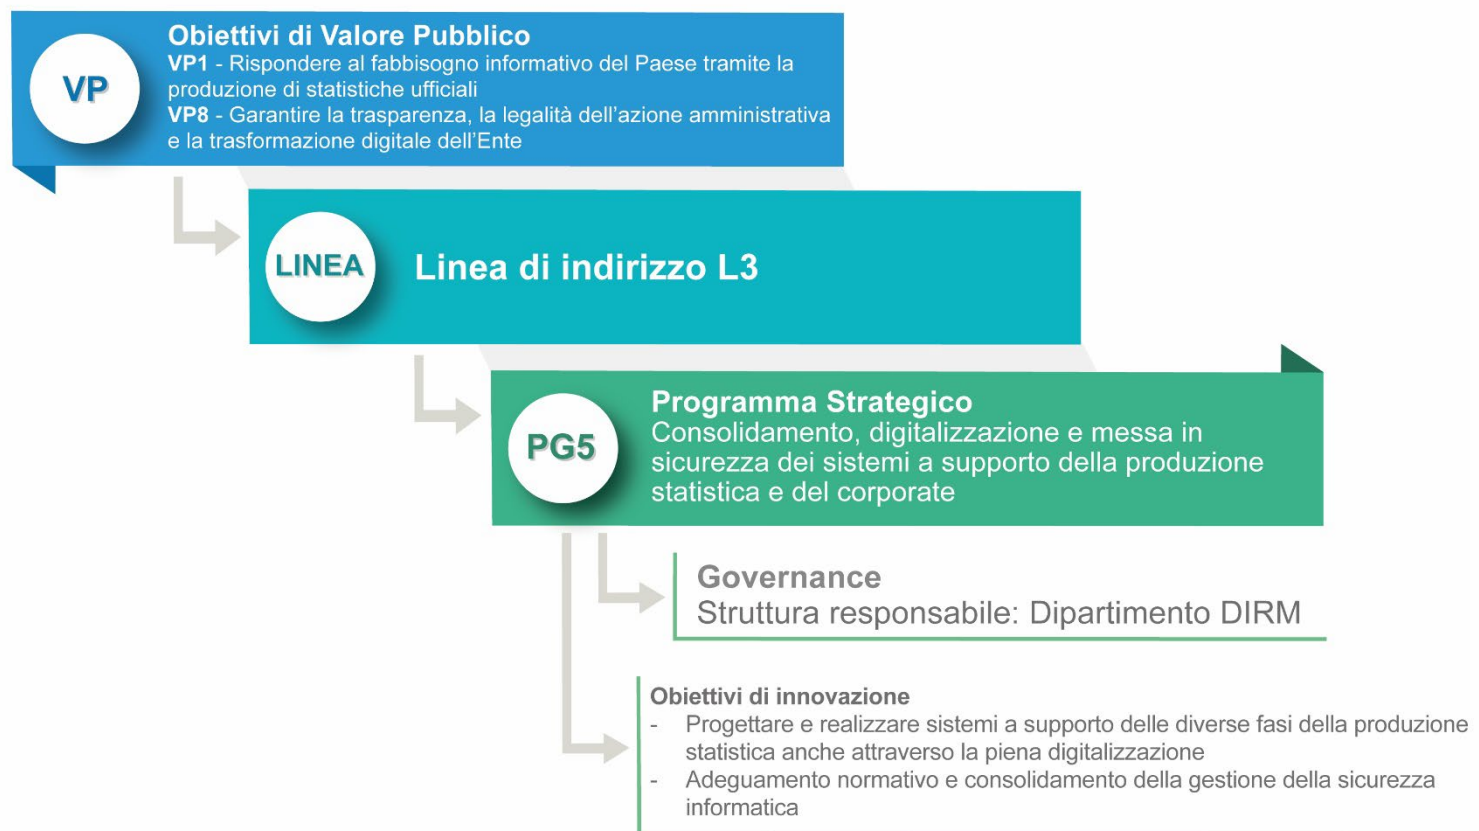 VP
Obiettivi di Valore Pubblico
VP1 - Rispondere al fabbisogno informativo del Paese tramite la
produzione di statistiche ufficiali
VP8 - Garantire la trasparenza, la legalità dell’azione amministrativa
e la trasformazione digitale dell’Ente
LINEA
Linea di indirizzo L3
PG5
Programma Strategico
Consolidamento, digitalizzazione e messa in
sicurezza dei sistemi a supporto della produzione
statistica e del corporate
Governance
Struttura responsabile: Dipartimento DIRM
Obiettivi di innovazione
- Progettare e realizzare sistemi a supporto delle diverse fasi della produzione
statistica anche attraverso la piena digitalizzazione
- Adeguamento normativo e consolidamento della gestione della sicurezza
informatica